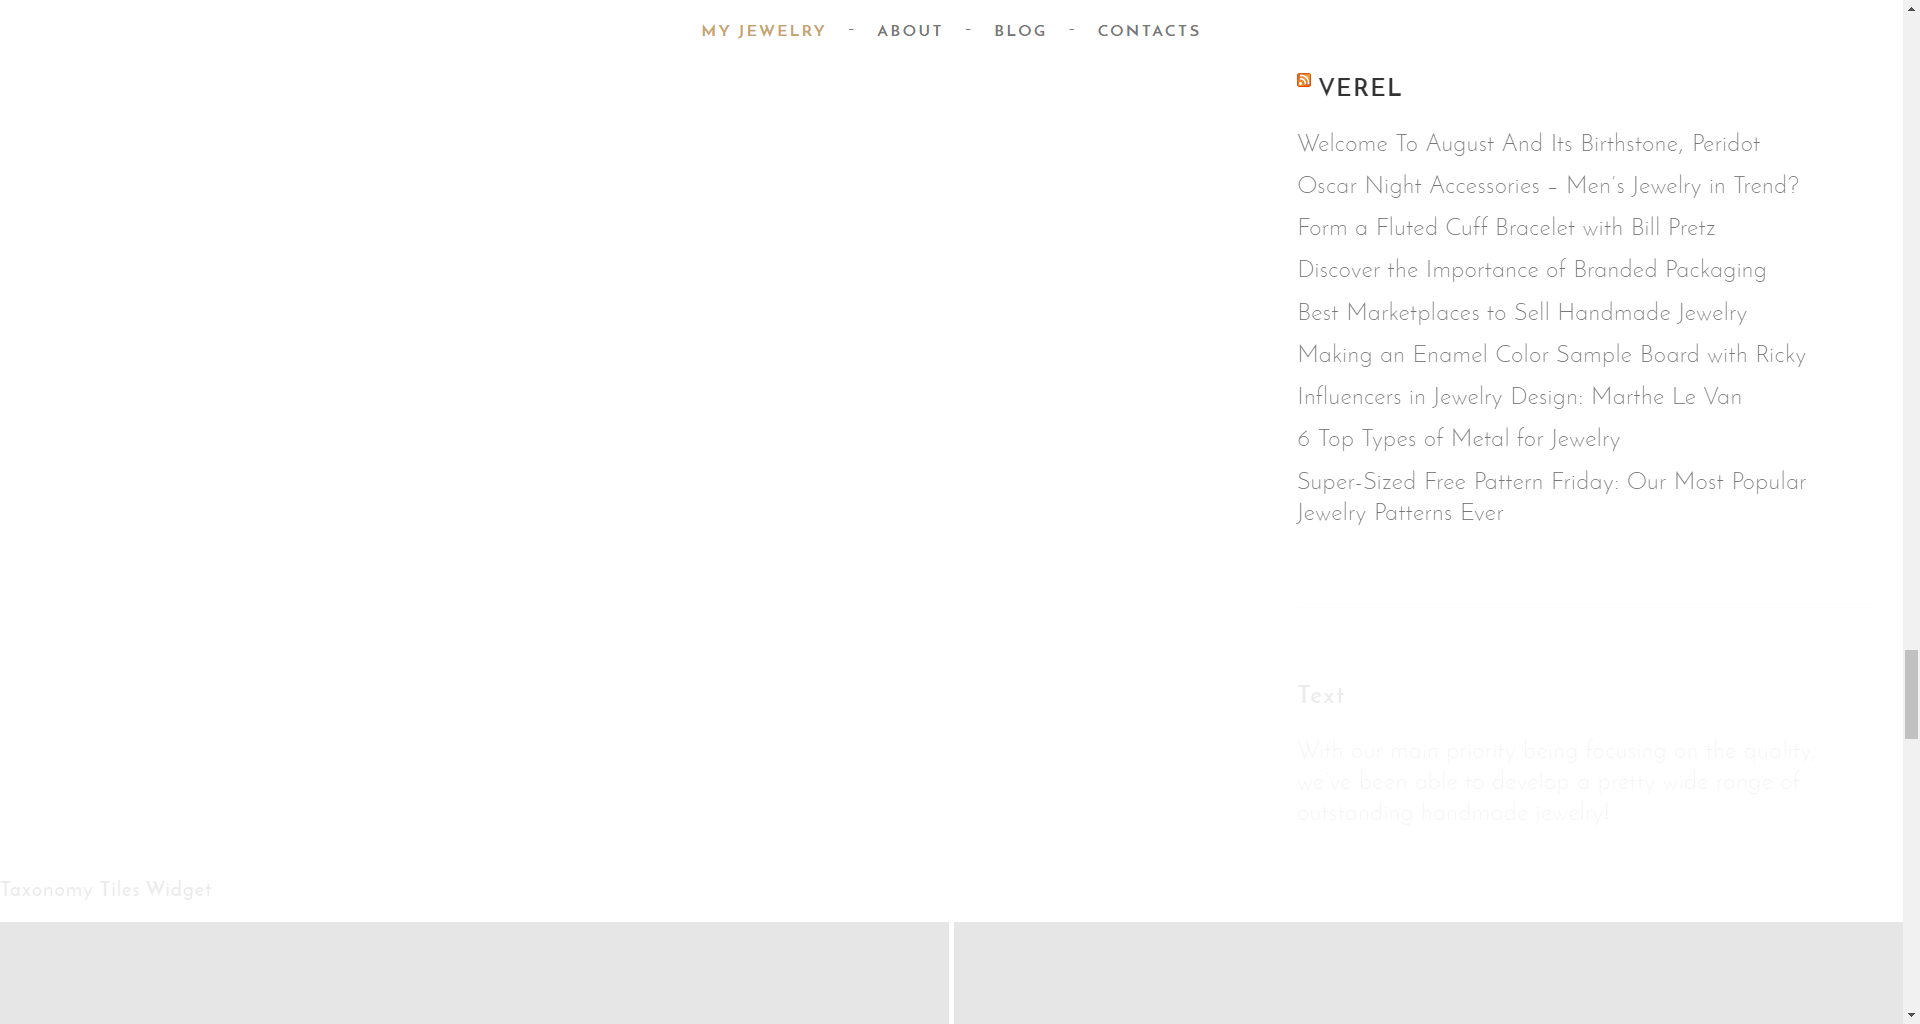 MY JEWELRY - ABOUT - BLOG - CONTACTS
VEREL
Welcome To August And Its Birthstone, Peridot
Oscar Night Accessories – Men’s Jewelry in Trend?
Form a Fluted Cuff Bracelet with Bill Pretz
Discover the Importance of Branded Packaging
Best Marketplaces to Sell Handmade Jewelry
Making an Enamel Color Sample Board with Ricky
Influencers in Jewelry Design: Marthe Le Van
6 Top Types of Metal for Jewelry
Super-Sized Free Pattern Friday: Our Most Popular
Jewelry Patterns Ever
Text
With our main priority being focusing on the quality,
we’ve been able to develop a pretty wide range of
outstanding handmade jewelry!
Taxonomy Tiles Widget